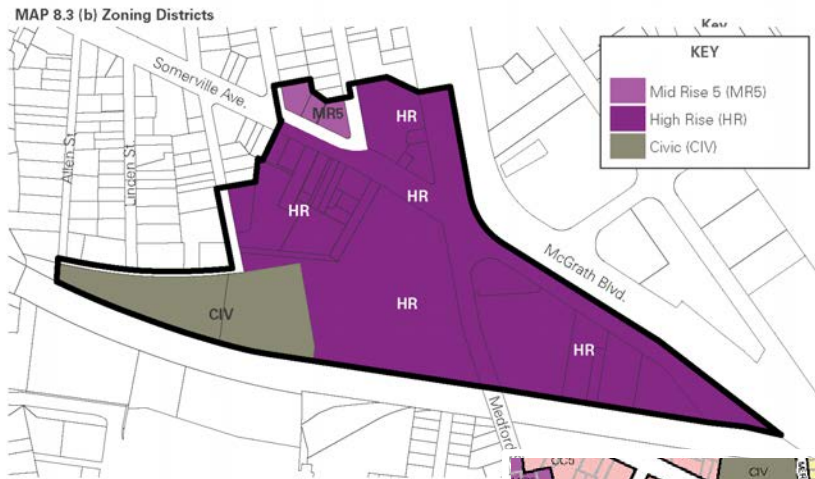 MAP 8.3 (b) Zoning Districts
Key
KEY
Mid Rise 5 (MR5)
High Rise (HR)
Civic (CIV)
Somerville Ave.
MR5
HR
HR
HR
Allen St
Linden St.
McGrath Blvd.
CIV
HR
HR
Medford
CC5
CIV